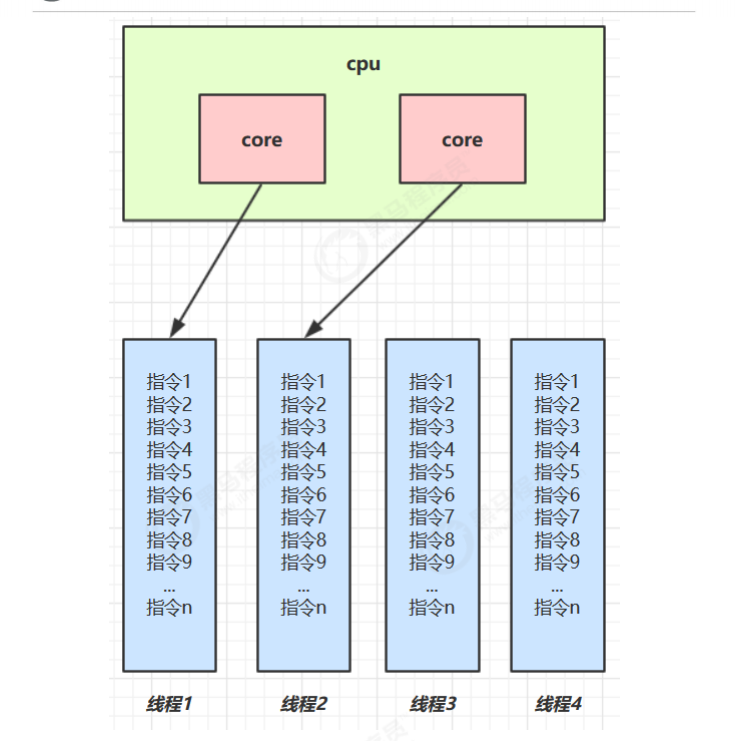 cpu
core core
指令1 指令1 指令1 指令1
指令2 指令2 指令2 指令2
指令3 指令3 指令3 指令3
指令4 指令4 指令4 指令4
指令5 指令5 指令5 指令5
指令6 指令6 指令6 指令6
指令7 指令7 指令7 指令7
指令8 指令8 指令8 指令8
指令9 指令9 指令9 指令9
... ... ... ...
指令n 指令n 指令n 指令n
线程1 线程2 线程3 线程4
黑马程序员